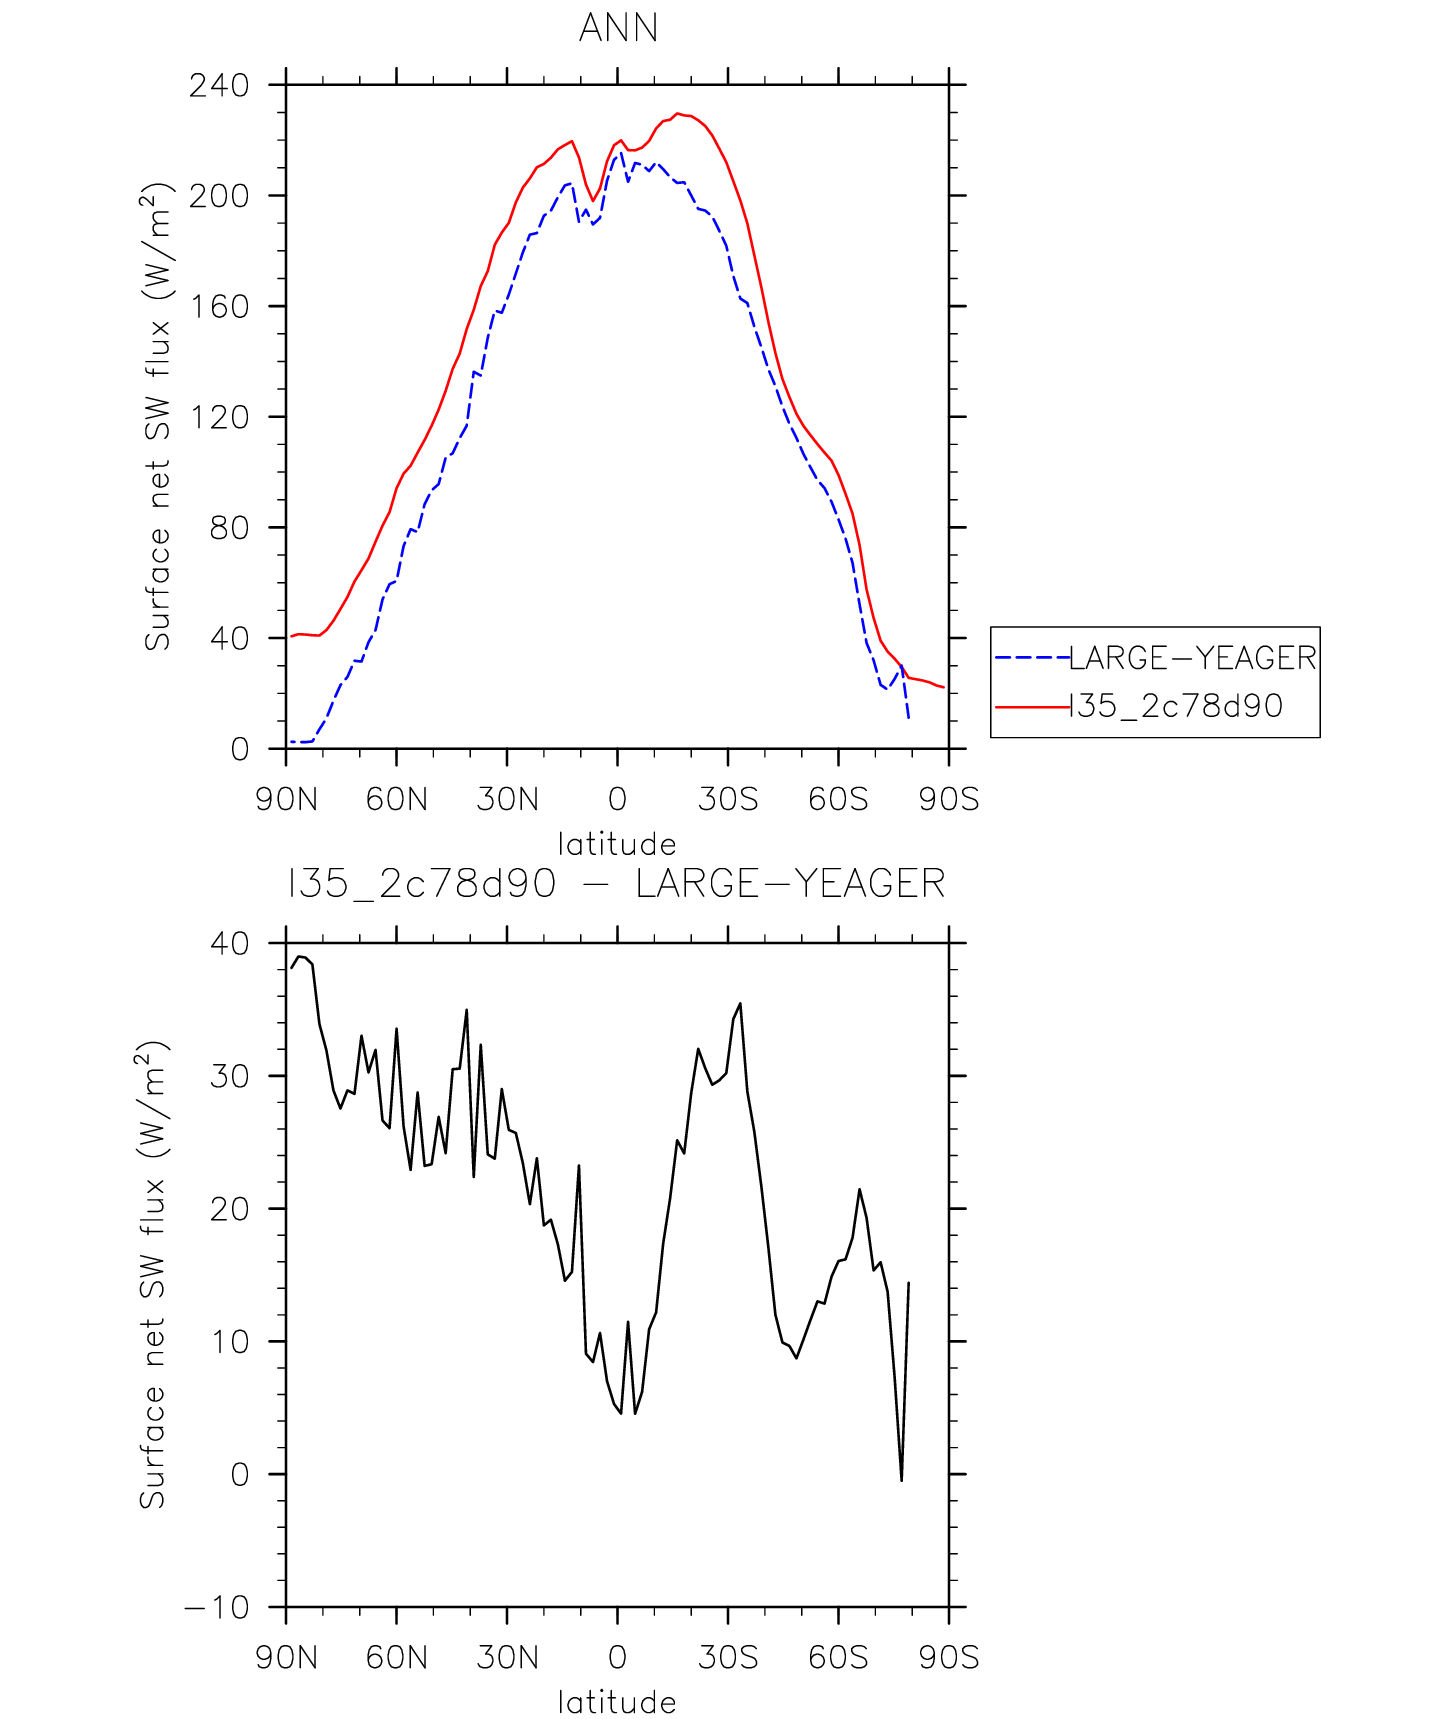 ANN
240
200
160
120
80
40
0
Surface net SW flux (W/m²)
90N 60N 30N 0 30S 60S 90S
latitude
LARGE−YEAGER
I35_2c78d90
I35_2c78d90 − LARGE−YEAGER
40
30
20
10
0
−10
Surface net SW flux (W/m²)
90N 60N 30N 0 30S 60S 90S
latitude